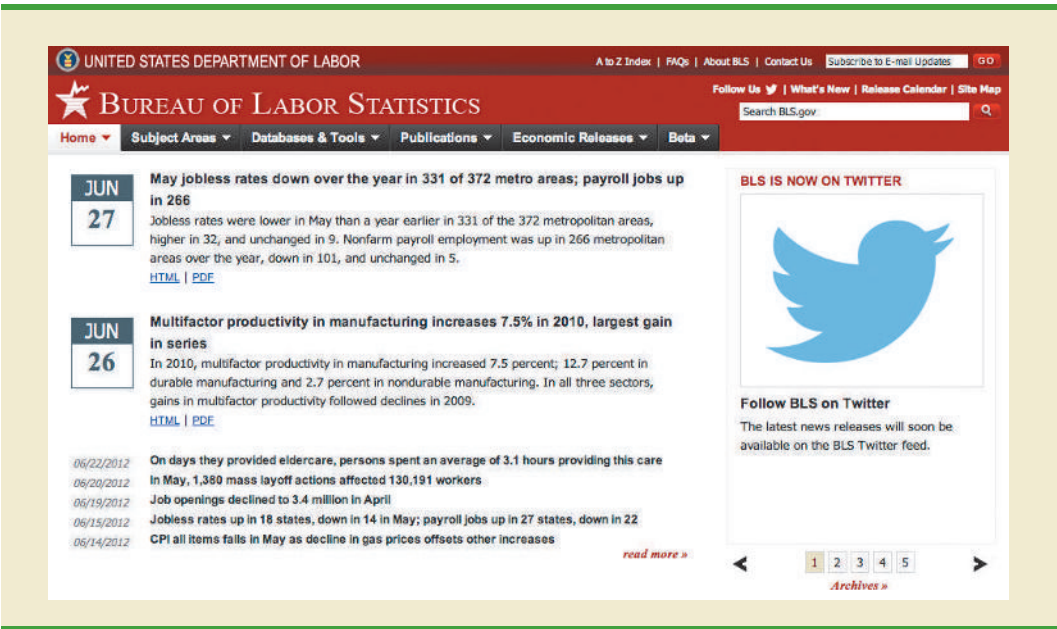 UNITED STATES DEPARTMENT OF LABOR
A to Z Index | FAQs | About BLS | Contact Us Subscribe to E-mail Updates GO
Follow Us | What's New | Release Calendar | Site Map
BUREAU OF LABOR STATISTICS
Search BLS.gov
Home Subject Areas Databases & Tools Publications Economic Releases Beta
JUN
27
May jobless rates down over the year in 331 of 372 metro areas; payroll jobs up
in 266
Jobless rates were lower in May than a year earlier in 331 of the 372 metropolitan areas,
higher in 32, and unchanged in 9. Nonfarm payroll employment was up in 266 metropolitan
areas over the year, down in 101, and unchanged in 5.
HTML | PDF
JUN
26
Multifactor productivity in manufacturing increases 7.5% in 2010, largest gain
in series
In 2010, multifactor productivity in manufacturing increased 7.5 percent; 12.7 percent in
durable manufacturing and 2.7 percent in nondurable manufacturing. In all three sectors,
gains in multifactor productivity followed declines in 2009.
HTML | PDF
06/22/2012 On days they provided eldercare, persons spent an average of 3.1 hours providing this care
06/20/2012 In May, 1,380 mass layoff actions affected 130,191 workers
06/19/2012 Job openings declined to 3.4 million in April
06/15/2012 Jobless rates up in 18 states, down in 14 in May; payroll jobs up in 27 states, down in 22
06/14/2012 CPI all items falls in May as decline in gas prices offsets other increases
read more »
BLS IS NOW ON TWITTER
Follow BLS on Twitter
The latest news releases will soon be
available on the BLS Twitter feed.
1 2 3 4 5
Archives »